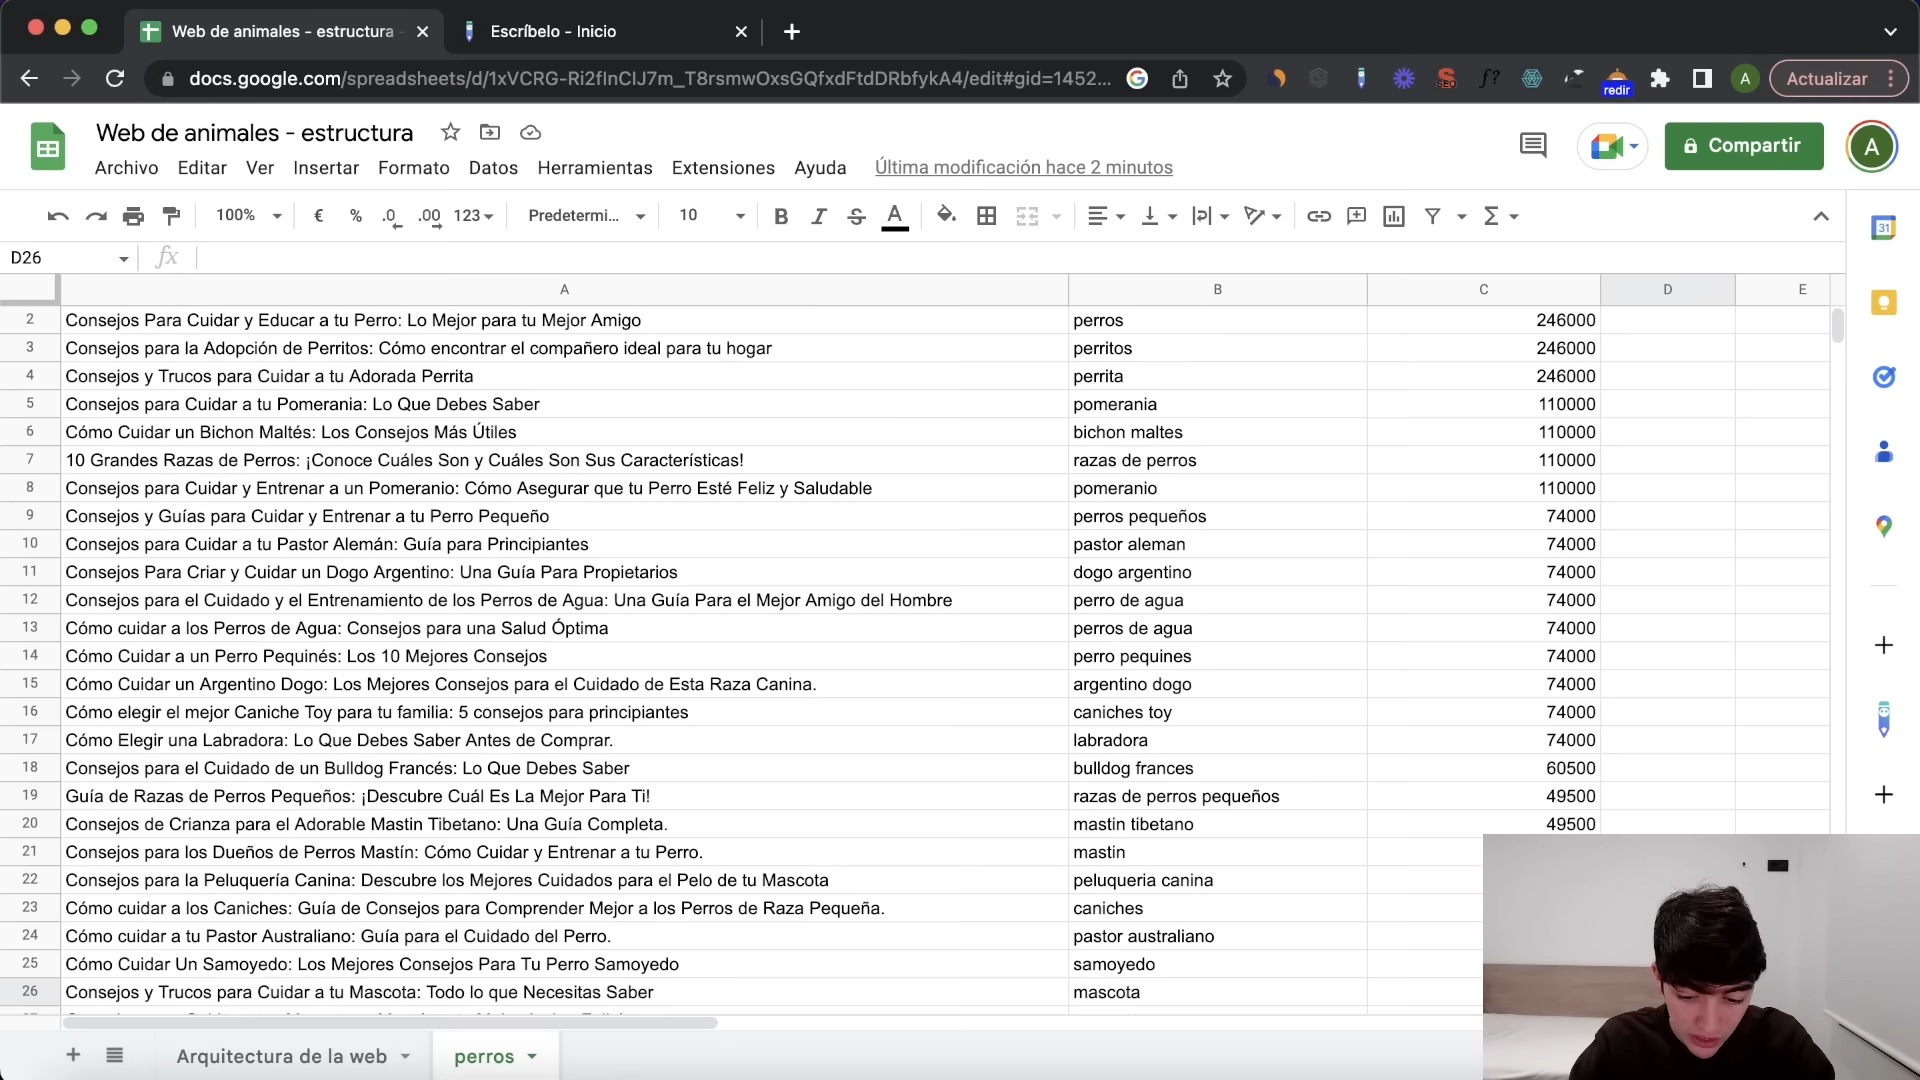 Web de animales - estructura -
Escríbelo - Inicio
docs.google.com/spreadsheets/d/1xVCRG-Ri2flnCIJ7m_T8rsmwOxsGQfxdFtdDRbfykA4/edit#gid=1452...
SEO
f?
redir
A
Actualizar
Web de animales - estructura
Compartir
A
Archivo Editar Ver Insertar Formato Datos Herramientas Extensiones Ayuda Última modificación hace 2 minutos
100% € % .0 .00 123 Predetermi... 10 B I S A
31
D26 fx
A B C D E
2 Consejos Para Cuidar y Educar a tu Perro: Lo Mejor para tu Mejor Amigo perros 246000
3 Consejos para la Adopción de Perritos: Cómo encontrar el compañero ideal para tu hogar perritos 246000
4 Consejos y Trucos para Cuidar a tu Adorada Perrita perrita 246000
5 Consejos para Cuidar a tu Pomerania: Lo Que Debes Saber pomerania 110000
6 Cómo Cuidar un Bichon Maltés: Los Consejos Más Útiles bichon maltes 110000
7 10 Grandes Razas de Perros: ¡Conoce Cuáles Son y Cuáles Son Sus Características! razas de perros 110000
8 Consejos para Cuidar y Entrenar a un Pomeranio: Cómo Asegurar que tu Perro Esté Feliz y Saludable pomeranio 110000
9 Consejos y Guías para Cuidar y Entrenar a tu Perro Pequeño perros pequeños 74000
10 Consejos para Cuidar a tu Pastor Alemán: Guía para Principiantes pastor aleman 74000
11 Consejos Para Criar y Cuidar un Dogo Argentino: Una Guía Para Propietarios dogo argentino 74000
12 Consejos para el Cuidado y el Entrenamiento de los Perros de Agua: Una Guía Para el Mejor Amigo del Hombre perro de agua 74000
13 Cómo cuidar a los Perros de Agua: Consejos para una Salud Óptima perros de agua 74000
14 Cómo Cuidar a un Perro Pequinés: Los 10 Mejores Consejos perro pequines 74000
15 Cómo Cuidar un Argentino Dogo: Los Mejores Consejos para el Cuidado de Esta Raza Canina. argentino dogo 74000
16 Cómo elegir el mejor Caniche Toy para tu familia: 5 consejos para principiantes caniches toy 74000
17 Cómo Elegir una Labradora: Lo Que Debes Saber Antes de Comprar. labradora 74000
18 Consejos para el Cuidado de un Bulldog Francés: Lo Que Debes Saber bulldog frances 60500
19 Guía de Razas de Perros Pequeños: ¡Descubre Cuál Es La Mejor Para Ti! razas de perros pequeños 49500
20 Consejos de Crianza para el Adorable Mastin Tibetano: Una Guía Completa. mastin tibetano 49500
21 Consejos para los Dueños de Perros Mastín: Cómo Cuidar y Entrenar a tu Perro. mastin
22 Consejos para la Peluquería Canina: Descubre los Mejores Cuidados para el Pelo de tu Mascota peluqueria canina
23 Cómo cuidar a los Caniches: Guía de Consejos para Comprender Mejor a los Perros de Raza Pequeña. caniches
24 Cómo cuidar a tu Pastor Australiano: Guía para el Cuidado del Perro. pastor australiano
25 Cómo Cuidar Un Samoyedo: Los Mejores Consejos Para Tu Perro Samoyedo samoyedo
26 Consejos y Trucos para Cuidar a tu Mascota: Todo lo que Necesitas Saber mascota
Arquitectura de la web perros